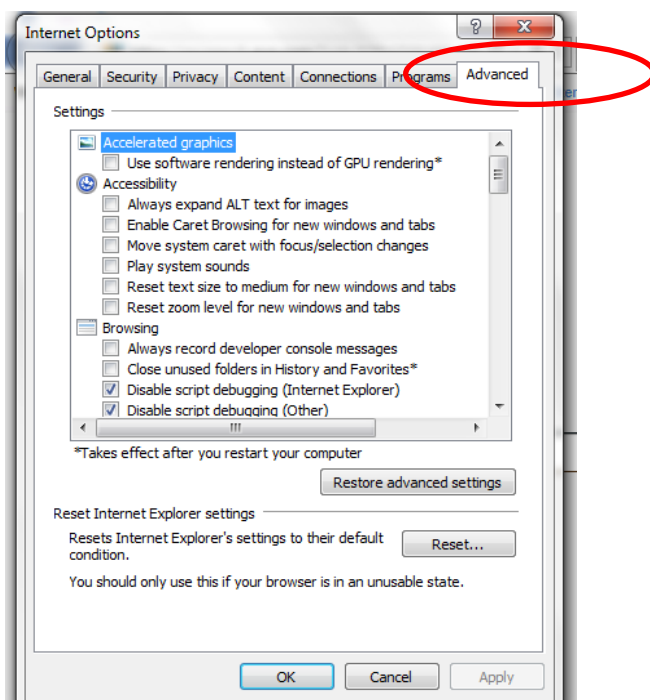 Internet Options
General Security Privacy Content Connections Programs Advanced
Settings
Accelerated graphics
Use software rendering instead of GPU rendering*
Accessibility
Always expand ALT text for images
Enable Caret Browsing for new windows and tabs
Move system caret with focus/selection changes
Play system sounds
Reset text size to medium for new windows and tabs
Reset zoom level for new windows and tabs
Browsing
Always record developer console messages
Close unused folders in History and Favorites*
Disable script debugging (Internet Explorer)
Disable script debugging (Other)
*Takes effect after you restart your computer
Restore advanced settings
Reset Internet Explorer settings
Resets Internet Explorer's settings to their default
condition.
Reset...
You should only use this if your browser is in an unusable state.
OK Cancel Apply